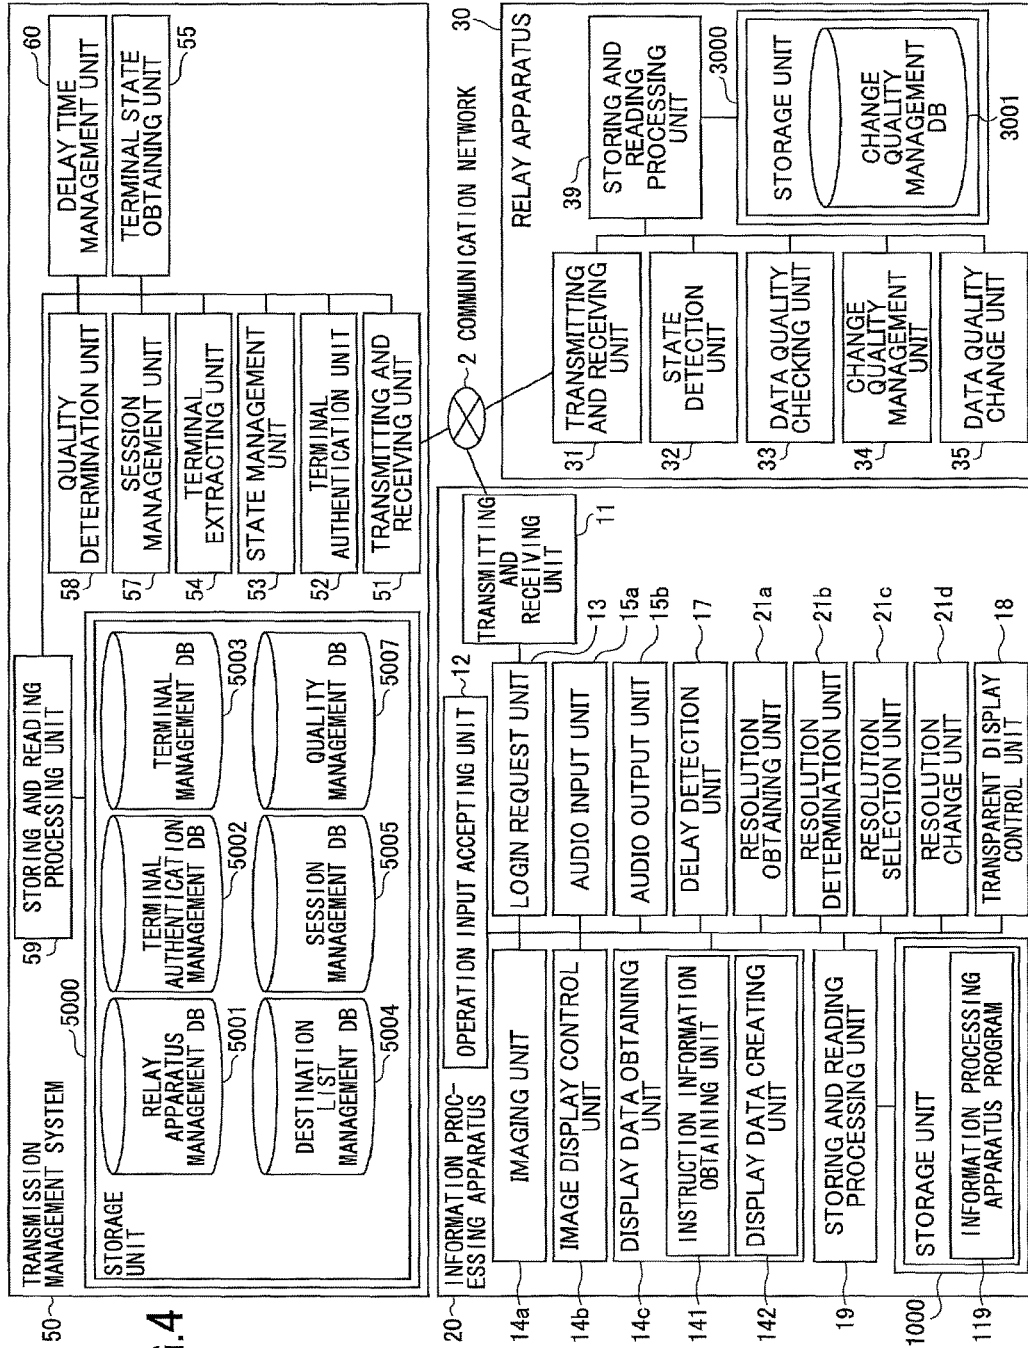 50
TRANSMISSION
MANAGEMENT SYSTEM
5000
STORAGE
UNIT
RELAY
APPARATUS
MANAGEMENT DB
5001
TERMINAL
AUTHENTICATION
MANAGEMENT DB
5002
TERMINAL
MANAGEMENT DB
5003
DESTINATION
LIST
MANAGEMENT DB
5004
SESSION
MANAGEMENT DB
5005
QUALITY
MANAGEMENT DB
5007
59
STORING AND READING
PROCESSING UNIT
58
QUALITY
DETERMINATION UNIT
57
SESSION
MANAGEMENT UNIT
54
TERMINAL
EXTRACTING UNIT
53
STATE MANAGEMENT
UNIT
52
TERMINAL
AUTHENTICATION UNIT
51
TRANSMITTING AND
RECEIVING UNIT
60
DELAY TIME
MANAGEMENT UNIT
TERMINAL STATE
OBTAINING UNIT
55
2 COMMUNICATION NETWORK
20
INFORMATION PROC-
ESSING APPARATUS
OPERATION INPUT ACCEPTING UNIT
12
TRANSMITTING
AND
RECEIVING
UNIT
11
14a
IMAGING UNIT
14b
IMAGE DISPLAY CONTROL
UNIT
14c
DISPLAY DATA OBTAINING
UNIT
141
INSTRUCTION INFORMATION
OBTAINING UNIT
142
DISPLAY DATA CREATING
UNIT
19
STORING AND READING
PROCESSING UNIT
1000
STORAGE UNIT
119
INFORMATION PROCESSING
APPARATUS PROGRAM
LOGIN REQUEST UNIT
13
AUDIO INPUT UNIT
15a
AUDIO OUTPUT UNIT
15b
DELAY DETECTION
UNIT
17
RESOLUTION
OBTAINING UNIT
21a
RESOLUTION
DETERMINATION UNIT
21b
RESOLUTION
SELECTION UNIT
21c
RESOLUTION
CHANGE UNIT
21d
TRANSPARENT DISPLAY
CONTROL UNIT
18
RELAY APPARATUS
30
31
TRANSMITTING
AND RECEIVING
UNIT
32
STATE
DETECTION
UNIT
33
DATA QUALITY
CHECKING UNIT
34
CHANGE
QUALITY
MANAGEMENT
UNIT
35
DATA QUALITY
CHANGE UNIT
39
STORING AND
READING
PROCESSING
UNIT
3000
STORAGE UNIT
CHANGE
QUALITY
MANAGEMENT
DB
3001